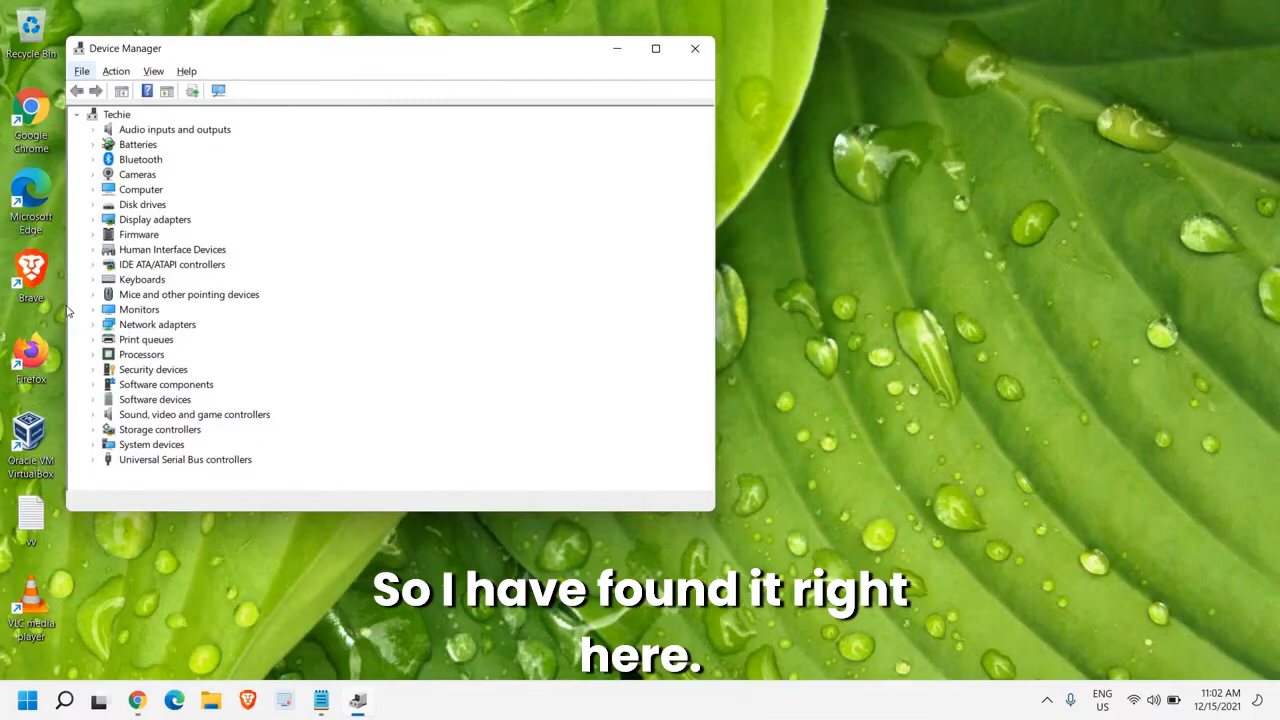 Recycle Bin
Google
Chrome
Microsoft
Edge
Brave
Firefox
Oracle VM
VirtualBox
vv
VLC media
player
Device Manager
File Action View Help
Techie
Audio inputs and outputs
Batteries
Bluetooth
Cameras
Computer
Disk drives
Display adapters
Firmware
Human Interface Devices
IDE ATA/ATAPI controllers
Keyboards
Mice and other pointing devices
Monitors
Network adapters
Print queues
Processors
Security devices
Software components
Software devices
Sound, video and game controllers
Storage controllers
System devices
Universal Serial Bus controllers
So I have found it right
here.
ENG
US
11:02 AM
12/15/2021